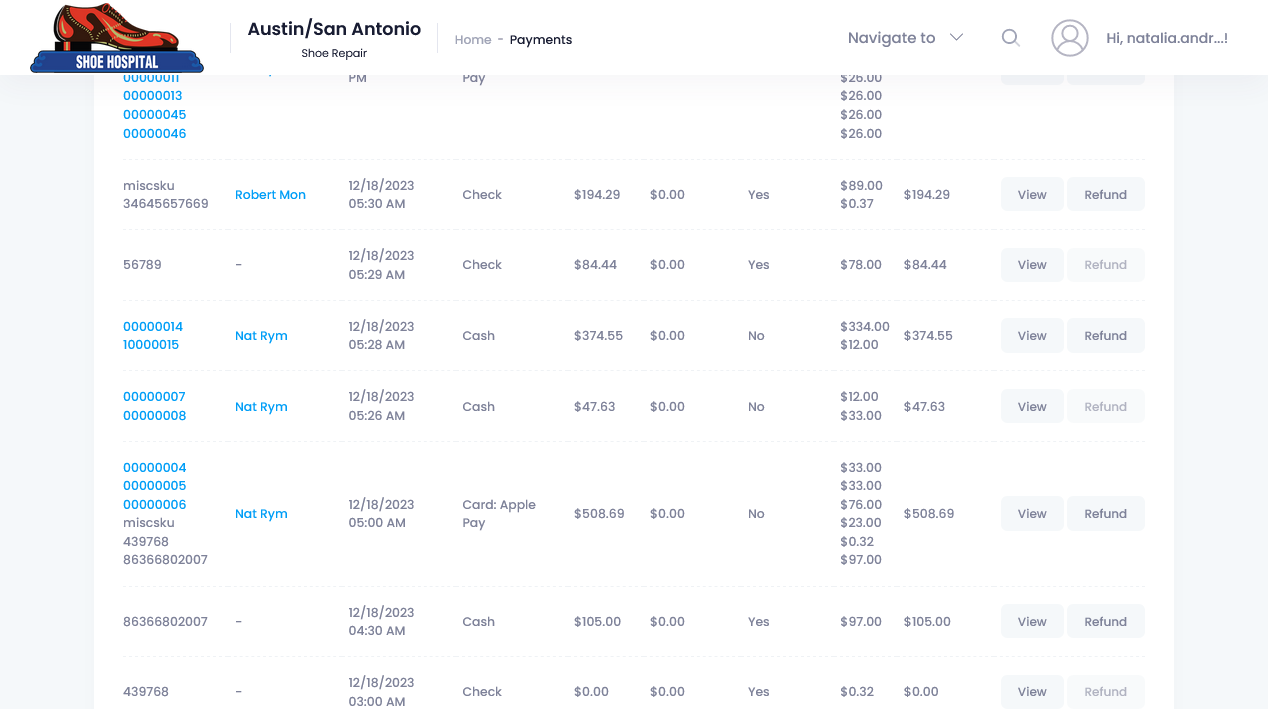 SHOE HOSPITAL
Austin/San Antonio
Shoe Repair
Home - Payments
Navigate to
Hi, natalia.andr...!
00000011
00000013
00000045
00000046
PM
Pay
$26.00
$26.00
$26.00
$26.00
miscsku
34645657669
Robert Mon
12/18/2023
05:30 AM
Check
$194.29
$0.00
Yes
$89.00
$0.37
$194.29
View
Refund
56789
-
12/18/2023
05:29 AM
Check
$84.44
$0.00
Yes
$78.00
$84.44
View
Refund
00000014
10000015
Nat Rym
12/18/2023
05:28 AM
Cash
$374.55
$0.00
No
$334.00
$12.00
$374.55
View
Refund
00000007
00000008
Nat Rym
12/18/2023
05:26 AM
Cash
$47.63
$0.00
No
$12.00
$33.00
$47.63
View
Refund
00000004
00000005
00000006
miscsku
439768
86366802007
Nat Rym
12/18/2023
05:00 AM
Card: Apple
Pay
$508.69
$0.00
No
$33.00
$33.00
$76.00
$23.00
$0.32
$97.00
$508.69
View
Refund
86366802007
-
12/18/2023
04:30 AM
Cash
$105.00
$0.00
Yes
$97.00
$105.00
View
Refund
439768
-
12/18/2023
03:00 AM
Check
$0.00
$0.00
Yes
$0.32
$0.00
View
Refund